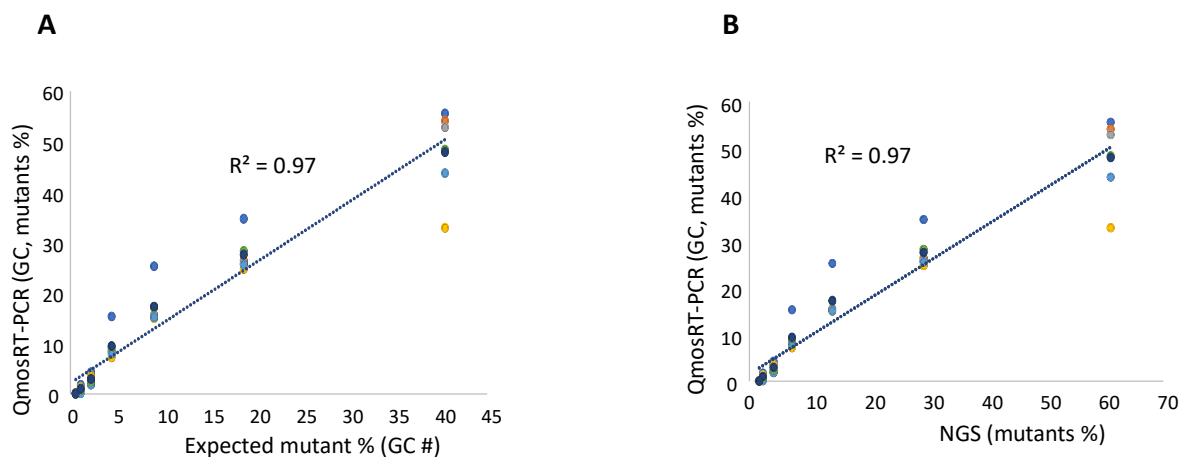 A
QmosRT-PCR (GC, mutants %)
60
50
40
30
20
10
0
R² = 0.97
0 5 10 15 20 25 30 35 40 45
Expected mutant % (GC #)
B
QmosRT-PCR (GC, mutants %)
60
50
40
30
20
10
0
R² = 0.97
0 10 20 30 40 50 60 70
NGS (mutants %)